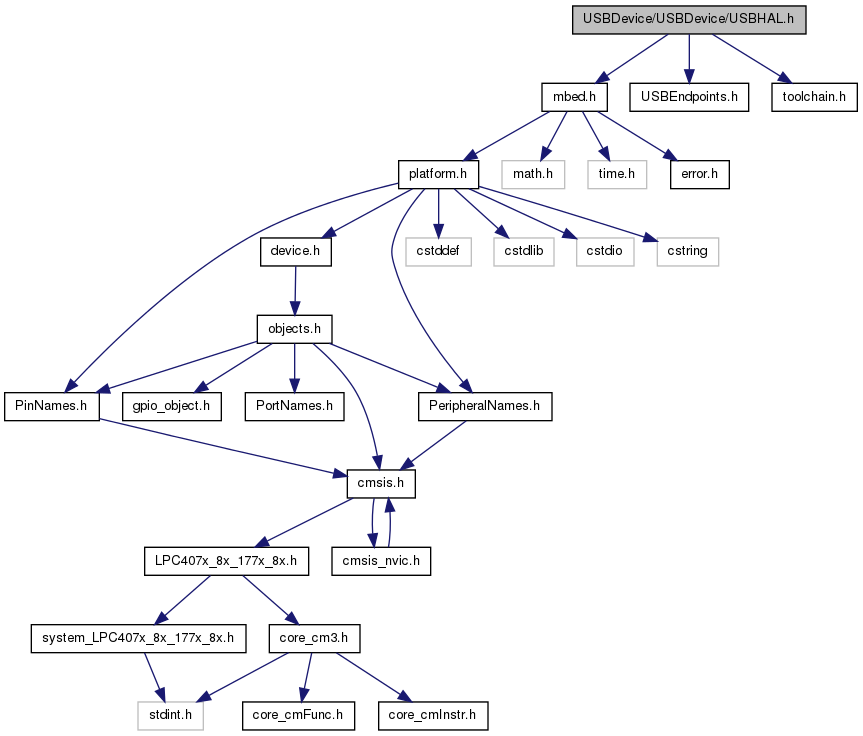 USBDevice/USBDevice/USBHAL.h
mbed.h
USBEndpoints.h
toolchain.h
platform.h
math.h
time.h
error.h
device.h
cstddef
cstdlib
cstdio
cstring
objects.h
PinNames.h
gpio_object.h
PortNames.h
PeripheralNames.h
cmsis.h
LPC407x_8x_177x_8x.h
cmsis_nvic.h
system_LPC407x_8x_177x_8x.h
core_cm3.h
stdint.h
core_cmFunc.h
core_cmInstr.h